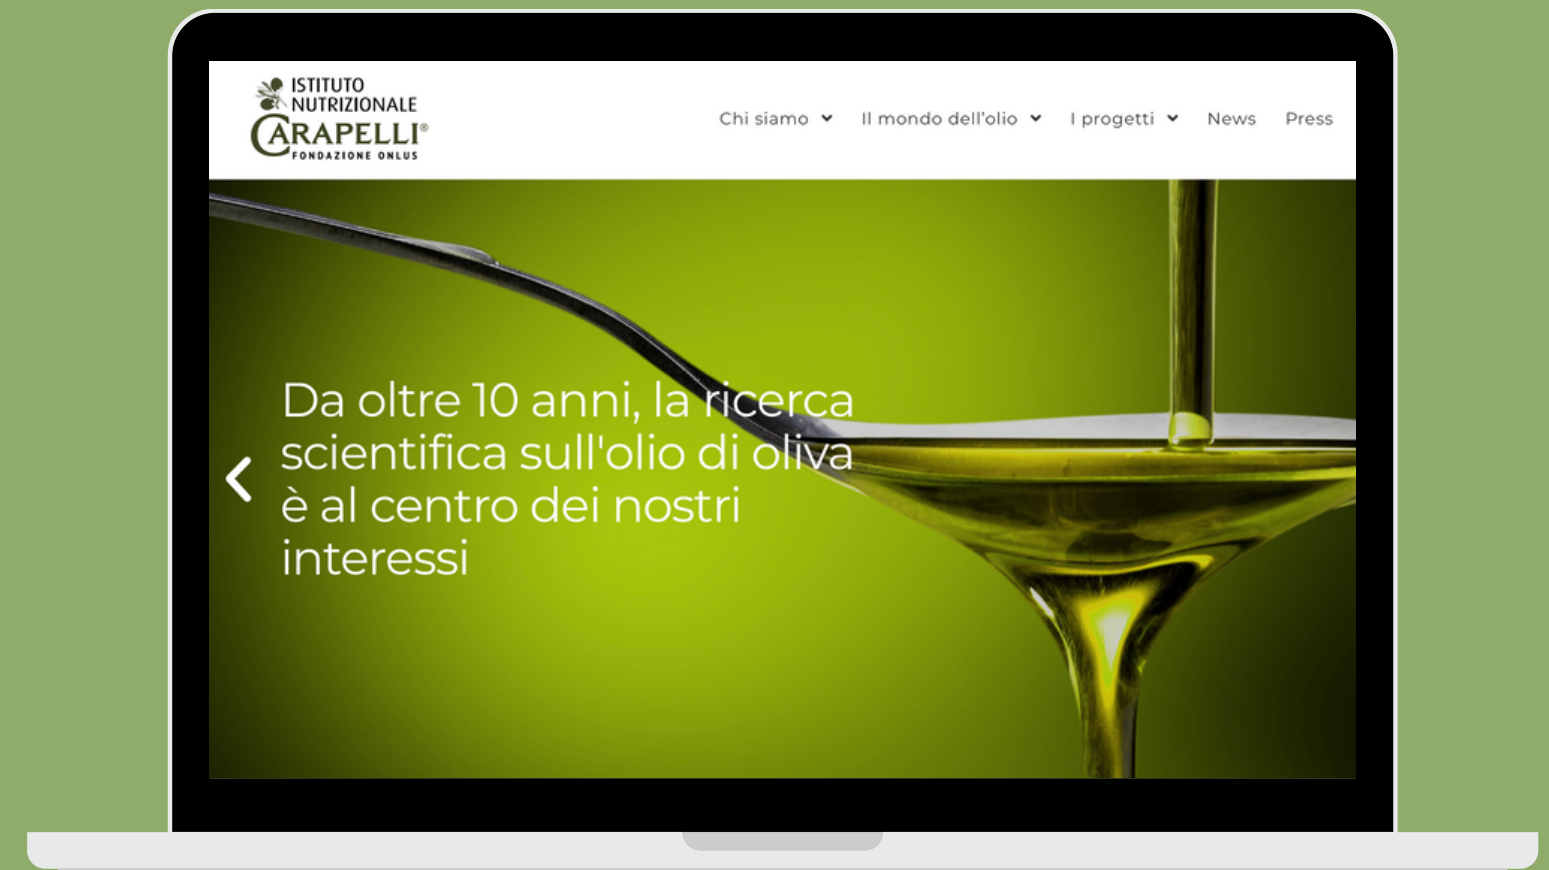 ISTITUTO
NUTRIZIONALE
CARAPELLI®
FONDAZIONE ONLUS
Chi siamo Il mondo dell'olio I progetti News Press
Da oltre 10 anni, la ricerca
scientifica sull'olio di oliva
è al centro dei nostri
interessi